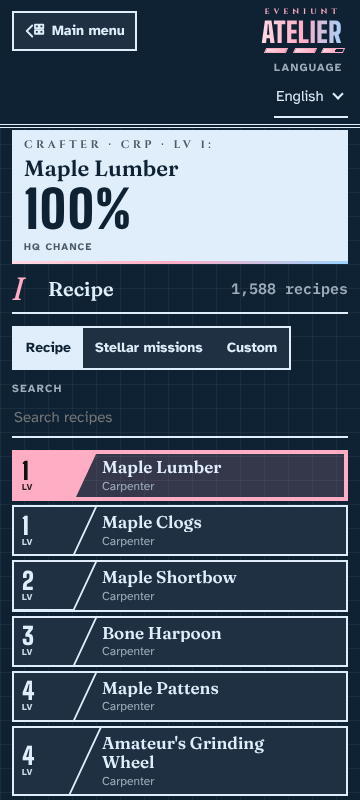 Main menu
EVENIUNT
ATELIER
LANGUAGE
English
CRAFTER · CRP · LV 1:
Maple Lumber
100%
HQ CHANCE
I Recipe 1,588 recipes
Recipe Stellar missions Custom
SEARCH
Search recipes
1 LV Maple Lumber
Carpenter
1 LV Maple Clogs
Carpenter
2 LV Maple Shortbow
Carpenter
3 LV Bone Harpoon
Carpenter
4 LV Maple Pattens
Carpenter
4 LV Amateur's Grinding
Wheel
Carpenter